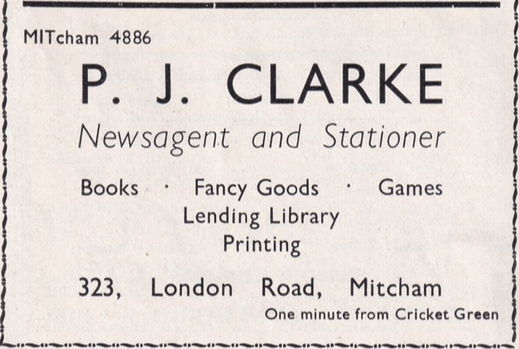 MITcham 4886
P. J. CLARKE
Newsagent and Stationer
Books · Fancy Goods · Games
Lending Library
Printing
323, London Road, Mitcham
One minute from Cricket Green